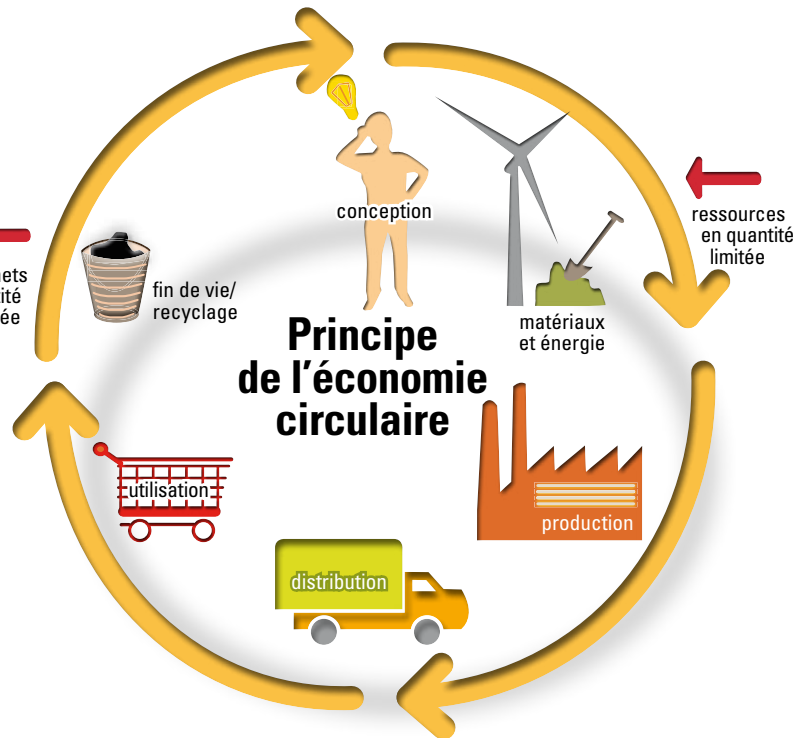 conception
ressources
en quantité
limitée
matériaux
et énergie
fin de vie/
recyclage
Principe
de l'économie
circulaire
utilisation
production
distribution